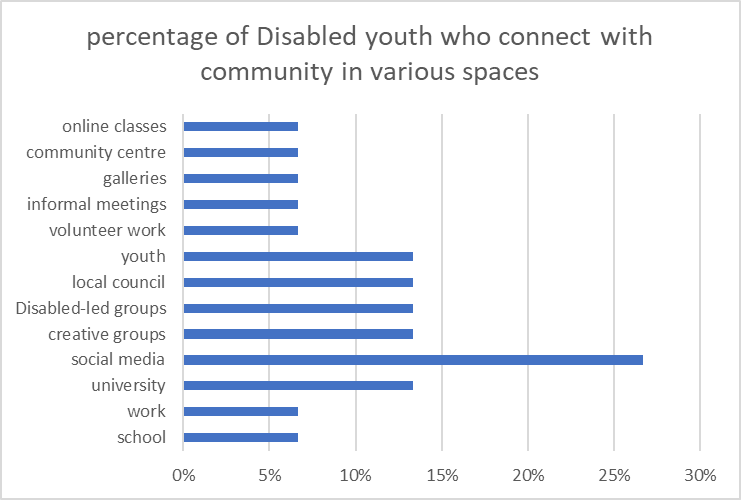 percentage of Disabled youth who connect with
community in various spaces
online classes
community centre
galleries
informal meetings
volunteer work
youth
local council
Disabled-led groups
creative groups
social media
university
work
school
0% 5% 10% 15% 20% 25% 30%